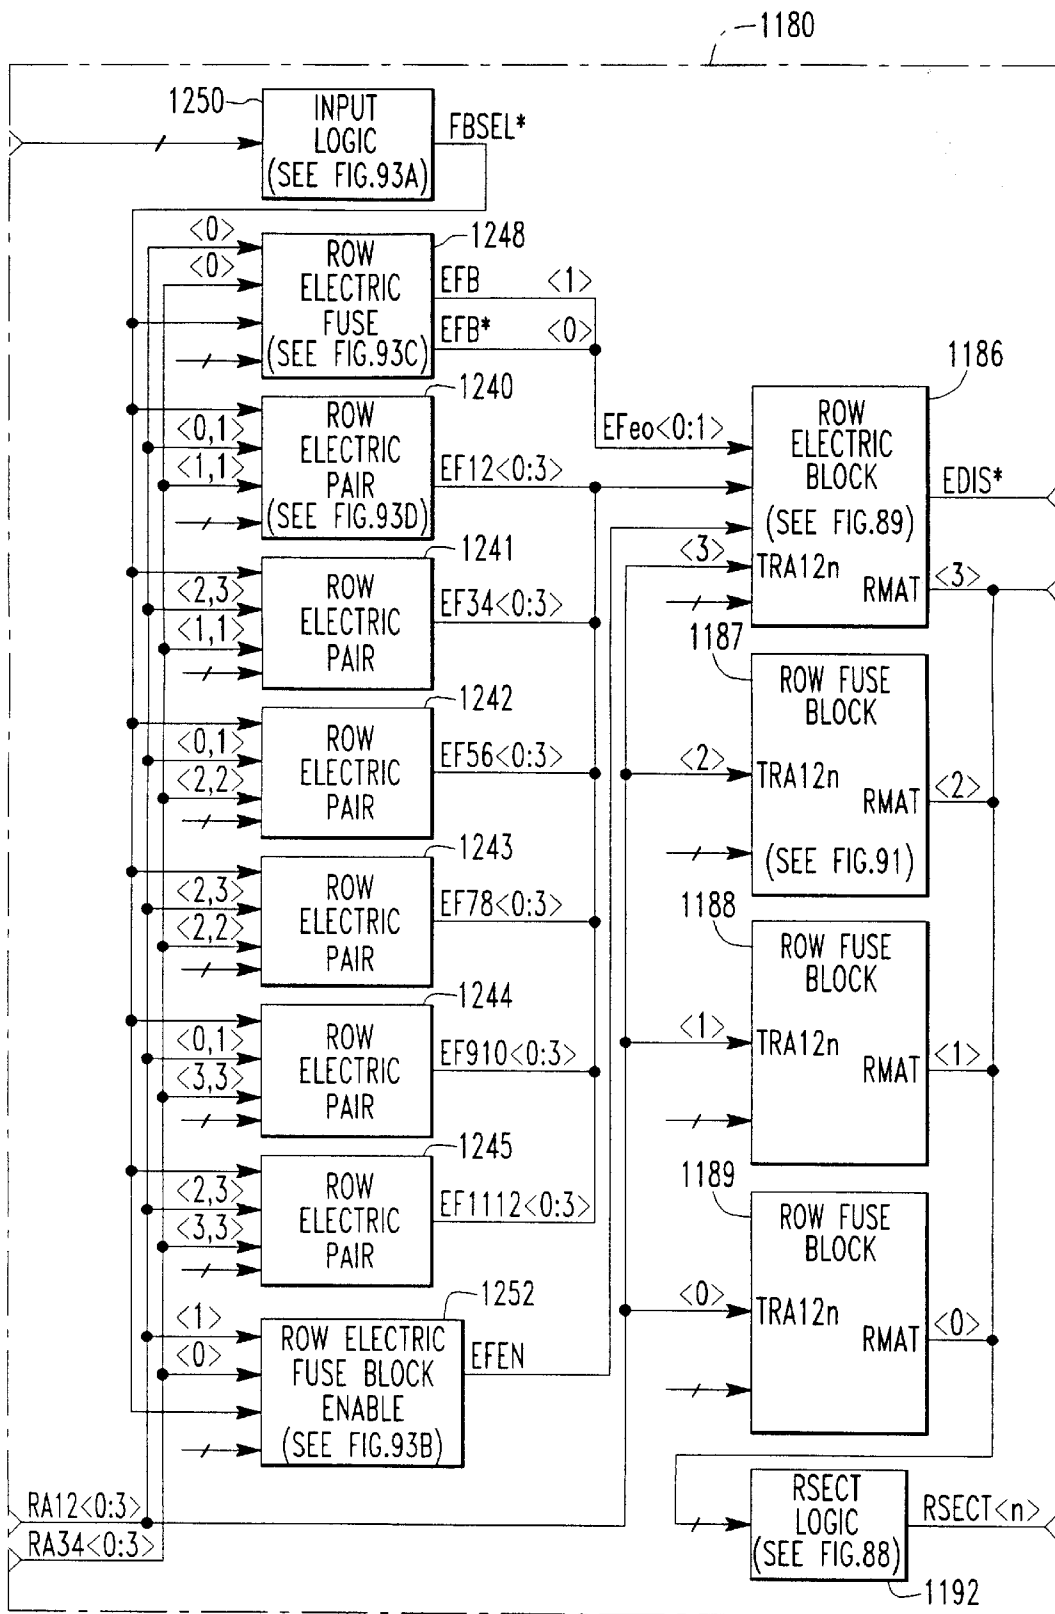 1180
1250
INPUT
LOGIC
(SEE FIG.93A)
FBSEL*
<0>
<0>
1248
ROW
ELECTRIC
FUSE
(SEE FIG.93C)
EFB
<1>
EFB*
<0>
1240
<0,1>
<1,1>
ROW
ELECTRIC
PAIR
(SEE FIG.93D)
EF12<0:3>
EFeo<0:1>
1186
ROW
ELECTRIC
BLOCK
(SEE FIG.89)
EDIS*
<3>
TRA12n
RMAT
<3>
1241
<2,3>
<1,1>
ROW
ELECTRIC
PAIR
EF34<0:3>
1187
ROW FUSE
BLOCK
<2>
TRA12n
RMAT
<2>
(SEE FIG.91)
1242
<0,1>
<2,2>
ROW
ELECTRIC
PAIR
EF56<0:3>
1243
<2,3>
<2,2>
ROW
ELECTRIC
PAIR
EF78<0:3>
1188
ROW FUSE
BLOCK
<1>
TRA12n
RMAT
<1>
1244
<0,1>
<3,3>
ROW
ELECTRIC
PAIR
EF910<0:3>
1245
<2,3>
<3,3>
ROW
ELECTRIC
PAIR
EF1112<0:3>
1189
ROW FUSE
BLOCK
<0>
TRA12n
RMAT
<0>
1252
<1>
<0>
ROW ELECTRIC
FUSE BLOCK
ENABLE
(SEE FIG.93B)
EFEN
RA12<0:3>
RA34<0:3>
RSECT
LOGIC
(SEE FIG.88)
RSECT<n>
1192